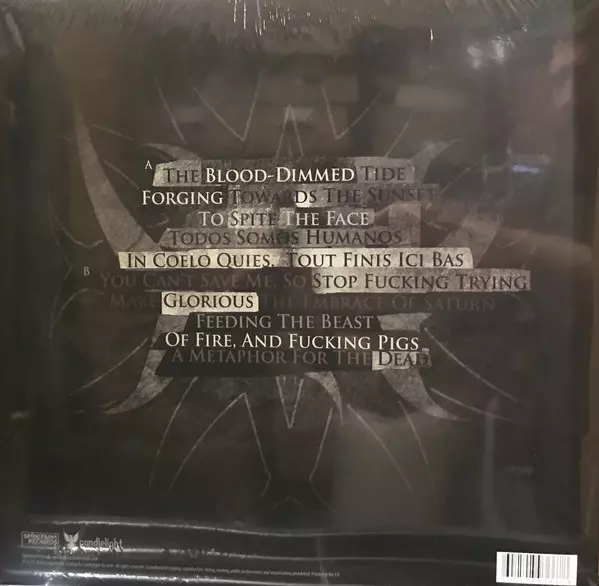 A
THE BLOOD-DIMMED TIDE
FORGING TOWARDS THE SUNSET
TO SPITE THE FACE
TODOS SOMOS HUMANOS
IN COELO QUIES, TOUT FINIS ICI BAS
B
YOU CAN'T SAVE ME, SO STOP FUCKING TRYING
MAKE GLORIOUS THE EMBRACE OF SATURN
FEEDING THE BEAST
OF FIRE, AND FUCKING PIGS
A METAPHOR FOR THE DEAD
candlelight